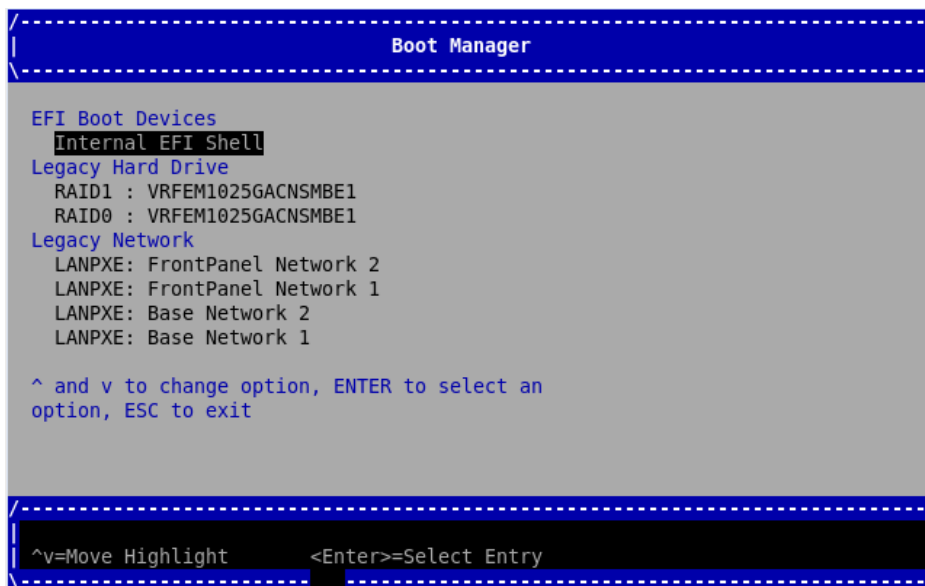 Boot Manager
EFI Boot Devices
Internal EFI Shell
Legacy Hard Drive
RAID1 : VRFEM1025GACNSMBE1
RAID0 : VRFEM1025GACNSMBE1
Legacy Network
LANPXE: FrontPanel Network 2
LANPXE: FrontPanel Network 1
LANPXE: Base Network 2
LANPXE: Base Network 1
^ and v to change option, ENTER to select an
option, ESC to exit
^v=Move Highlight <Enter>=Select Entry